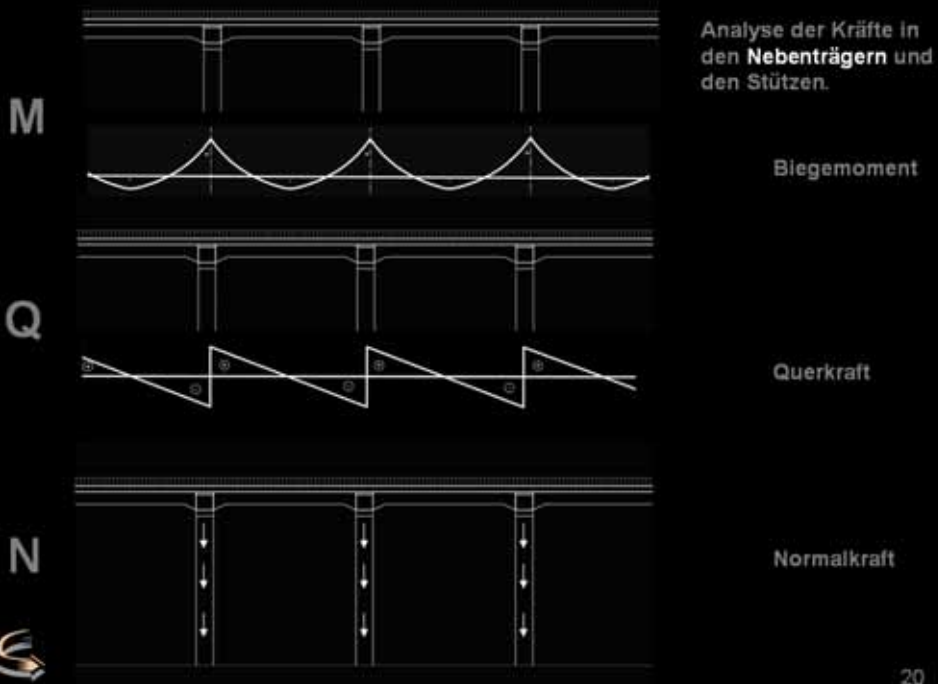 Analyse der Kräfte in
den Nebenträgern und
den Stützen.
M
Biegemoment
Q
Querkraft
N
Normalkraft
20